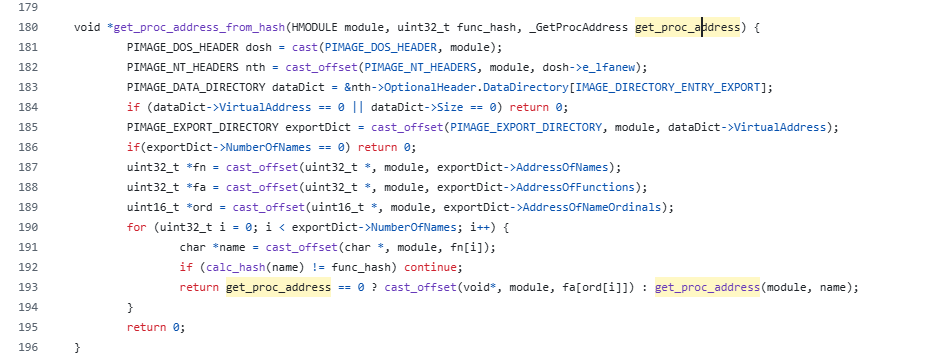 179
180 void *get_proc_address_from_hash(HMODULE module, uint32_t func_hash, _GetProcAddress get_proc_address) {
181 PIMAGE_DOS_HEADER dosh = cast(PIMAGE_DOS_HEADER, module);
182 PIMAGE_NT_HEADERS nth = cast_offset(PIMAGE_NT_HEADERS, module, dosh->e_lfanew);
183 PIMAGE_DATA_DIRECTORY dataDict = &nth->OptionalHeader.DataDirectory[IMAGE_DIRECTORY_ENTRY_EXPORT];
184 if (dataDict->VirtualAddress == 0 || dataDict->Size == 0) return 0;
185 PIMAGE_EXPORT_DIRECTORY exportDict = cast_offset(PIMAGE_EXPORT_DIRECTORY, module, dataDict->VirtualAddress);
186 if(exportDict->NumberOfNames == 0) return 0;
187 uint32_t *fn = cast_offset(uint32_t *, module, exportDict->AddressOfNames);
188 uint32_t *fa = cast_offset(uint32_t *, module, exportDict->AddressOfFunctions);
189 uint16_t *ord = cast_offset(uint16_t *, module, exportDict->AddressOfNameOrdinals);
190 for (uint32_t i = 0; i < exportDict->NumberOfNames; i++) {
191 char *name = cast_offset(char *, module, fn[i]);
192 if (calc_hash(name) != func_hash) continue;
193 return get_proc_address == 0 ? cast_offset(void*, module, fa[ord[i]]) : get_proc_address(module, name);
194 }
195 return 0;
196 }